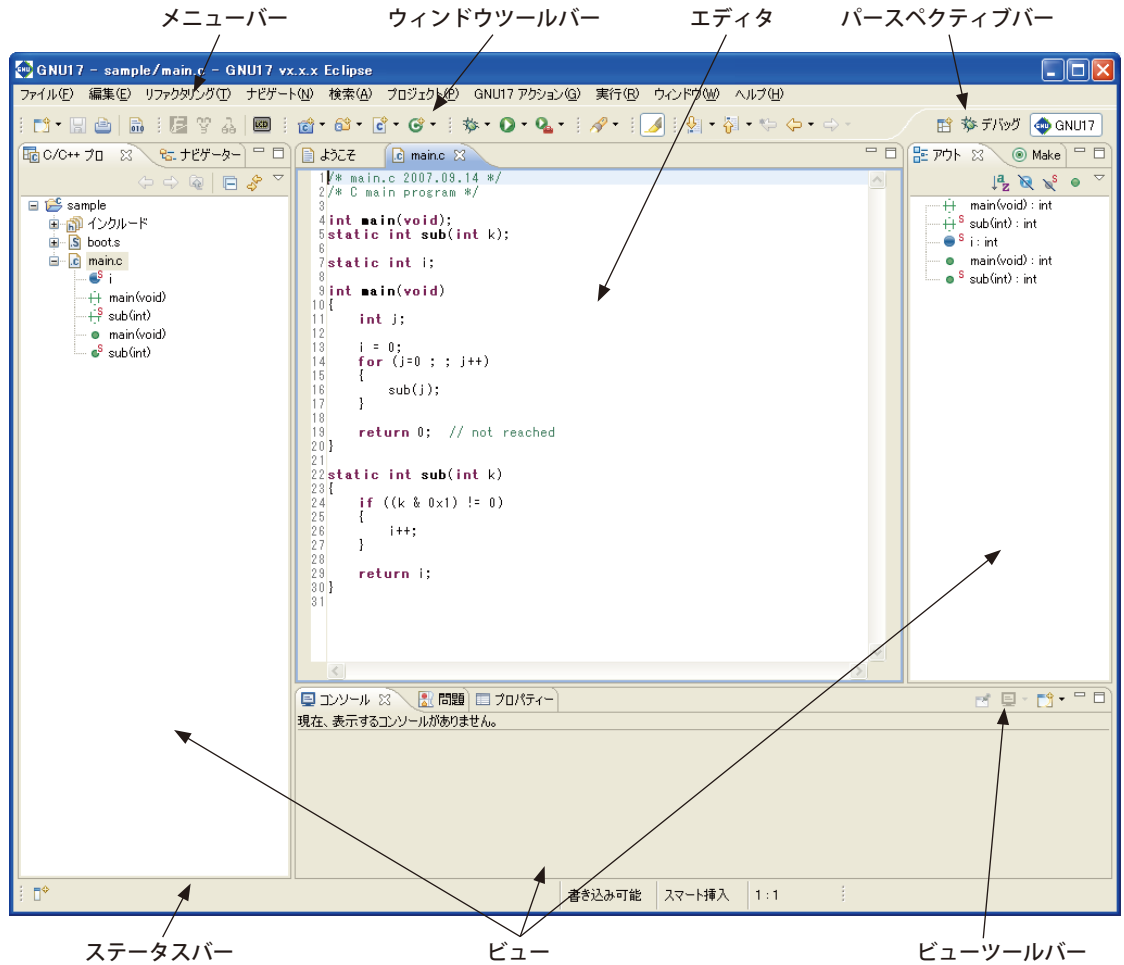 メニューバー ウィンドウツールバー エディタ パースペクティブバー
GNU17 - sample/main.c - GNU17 vx.x.x Eclipse
ファイル(F) 編集(E) リファクタリング(T) ナビゲート(N) 検索(A) プロジェクト(P) GNU17 アクション(G) 実行(R) ウィンドウ(W) ヘルプ(H)
010 LCD デバッグ GNU17
C/C++ プロ ナビゲーター
sample
インクルード
boot.s
main.c
i
main(void)
sub(int)
main(void)
sub(int)
ようこそ main.c
1 /* main.c 2007.09.14 */
2 /* C main program */
3
4 int main(void);
5 static int sub(int k);
6
7 static int i;
8
9 int main(void)
10 {
11 int j;
12
13 i = 0;
14 for (j=0 ; ; j++)
15 {
16 sub(j);
17 }
18
19 return 0; // not reached
20 }
21
22 static int sub(int k)
23 {
24 if ((k & 0x1) != 0)
25 {
26 i++;
27 }
28
29 return i;
30 }
31
アウト Make
main(void) : int
sub(int) : int
i : int
main(void) : int
sub(int) : int
コンソール 問題 プロパティー
現在、表示するコンソールがありません。
書き込み可能 スマート挿入 1 : 1
ステータスバー ビュー ビューツールバー